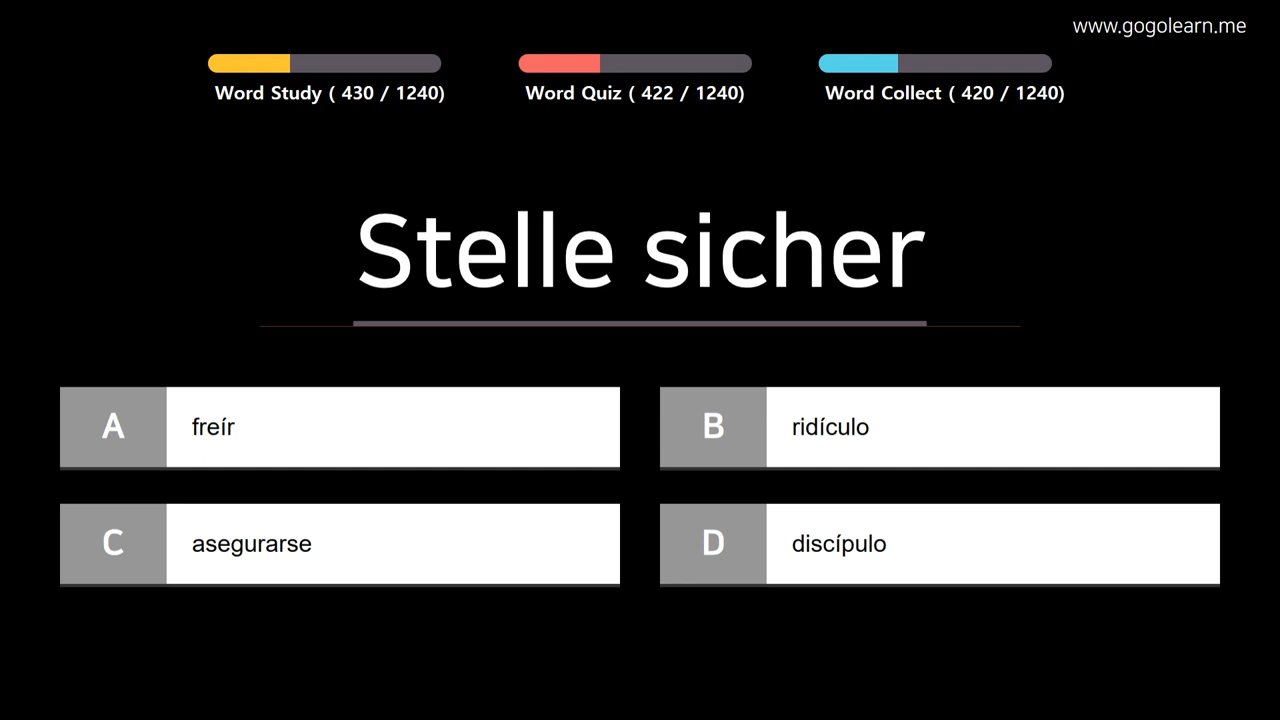 www.gogolearn.me
Word Study ( 430 / 1240)
Word Quiz ( 422 / 1240)
Word Collect ( 420 / 1240)
Stelle sicher
A
freír
B
ridículo
C
asegurarse
D
discípulo